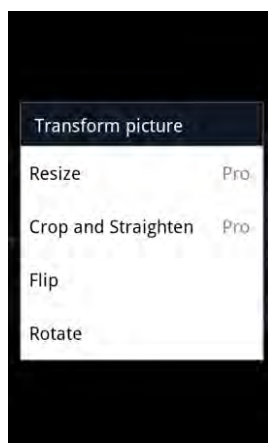 Transform picture
Resize Pro
Crop and Straighten Pro
Flip
Rotate